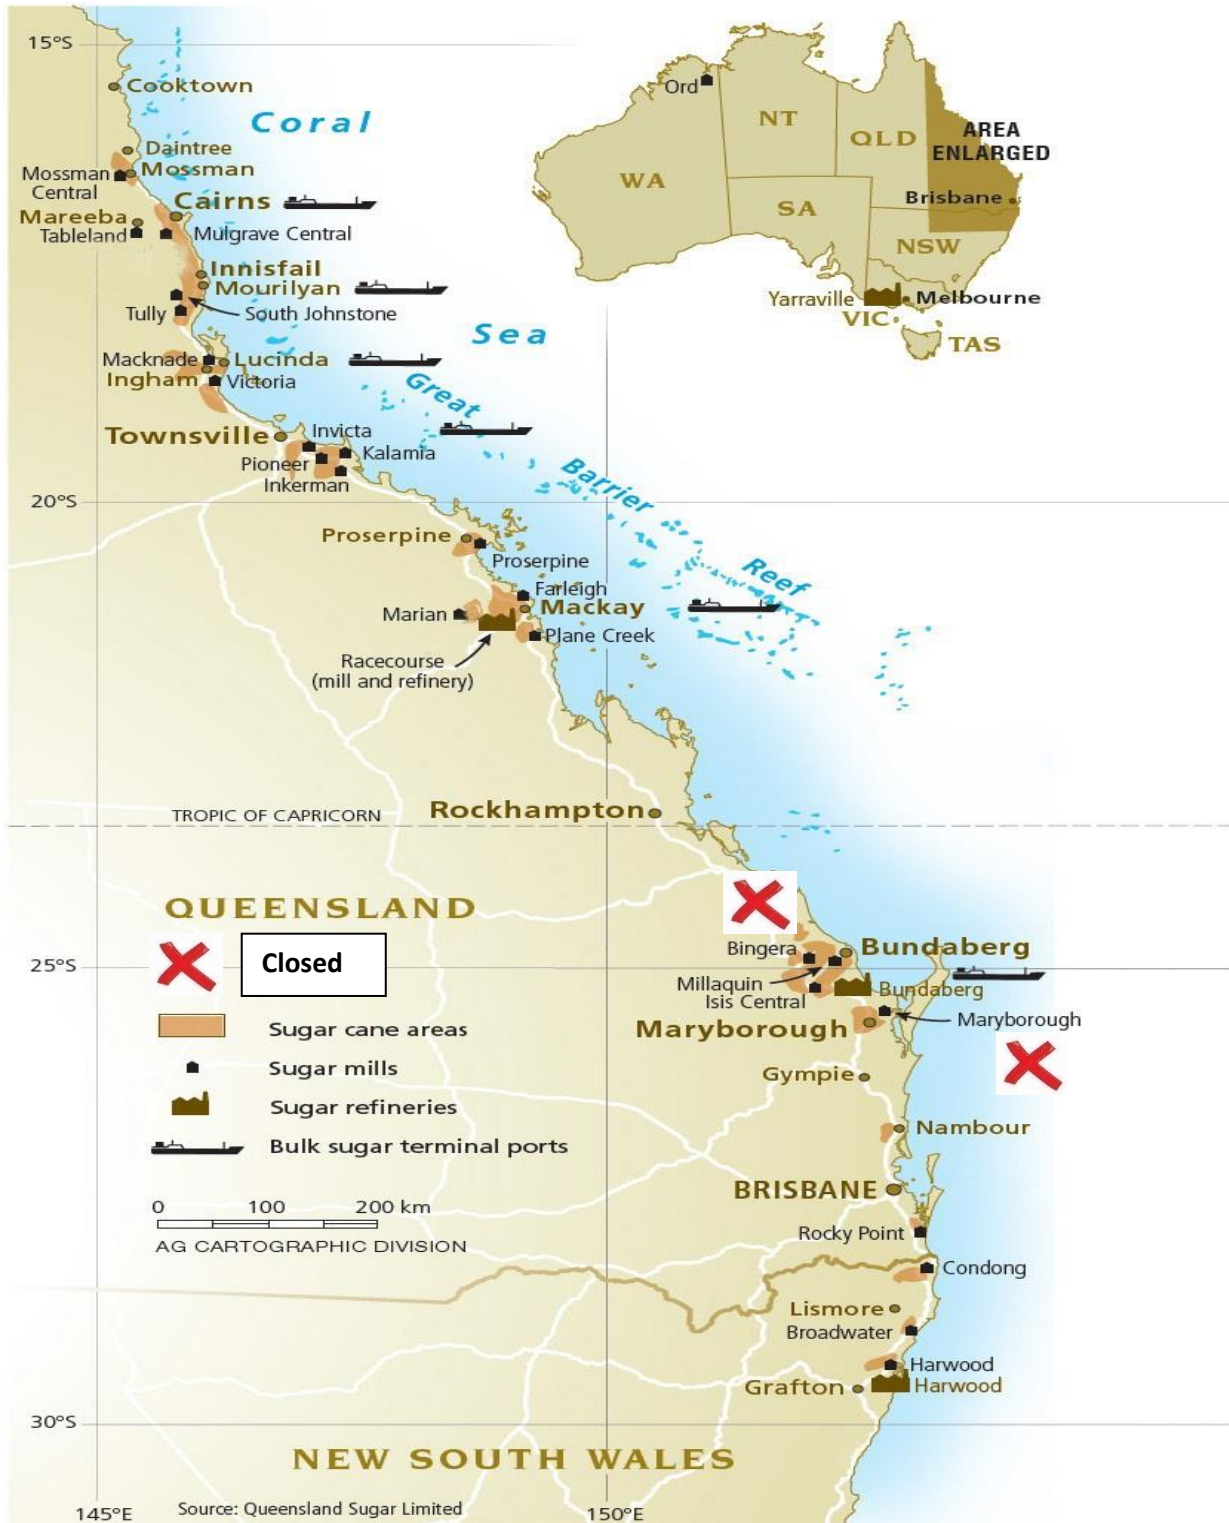 15°S
Cooktown
Coral
Daintree
Mossman
Mossman
Central
Cairns
Mareeba
Tableland
Mulgrave Central
Innisfail
Mourilyan
Tully
South Johnstone
Sea
Macknade
Lucinda
Ingham
Victoria
Great
Townsville
Invicta
Kalamia
Pioneer
Inkerman
Barrier
20°S
Proserpine
Proserpine
Reef
Farleigh
Mackay
Marian
Plane Creek
Racecourse
(mill and refinery)
Rockhampton
TROPIC OF CAPRICORN
Ord
NT
QLD
AREA
ENLARGED
WA
SA
Brisbane
NSW
Yarraville
Melbourne
VIC
TAS
QUEENSLAND
Closed
25°S
Sugar cane areas
Sugar mills
Sugar refineries
Bulk sugar terminal ports
0 100 200 km
AG CARTOGRAPHIC DIVISION
Bingera
Bundaberg
Millaquin
Isis Central
Bundaberg
Maryborough
Maryborough
Gympie
Nambour
BRISBANE
Rocky Point
Condong
Lismore
Broadwater
Harwood
Harwood
Grafton
30°S
NEW SOUTH WALES
145°E
Source: Queensland Sugar Limited
150°E